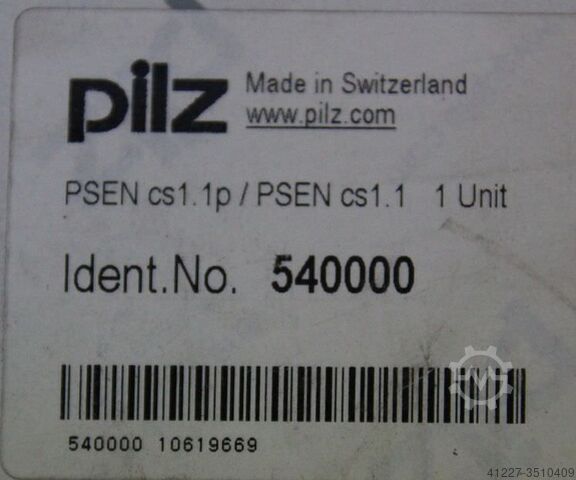 pilz
Made in Switzerland
www.pilz.com
PSEN cs1.1p / PSEN cs1.1 1 Unit
Ident.No. 540000
540000 10619669
41227-3510409